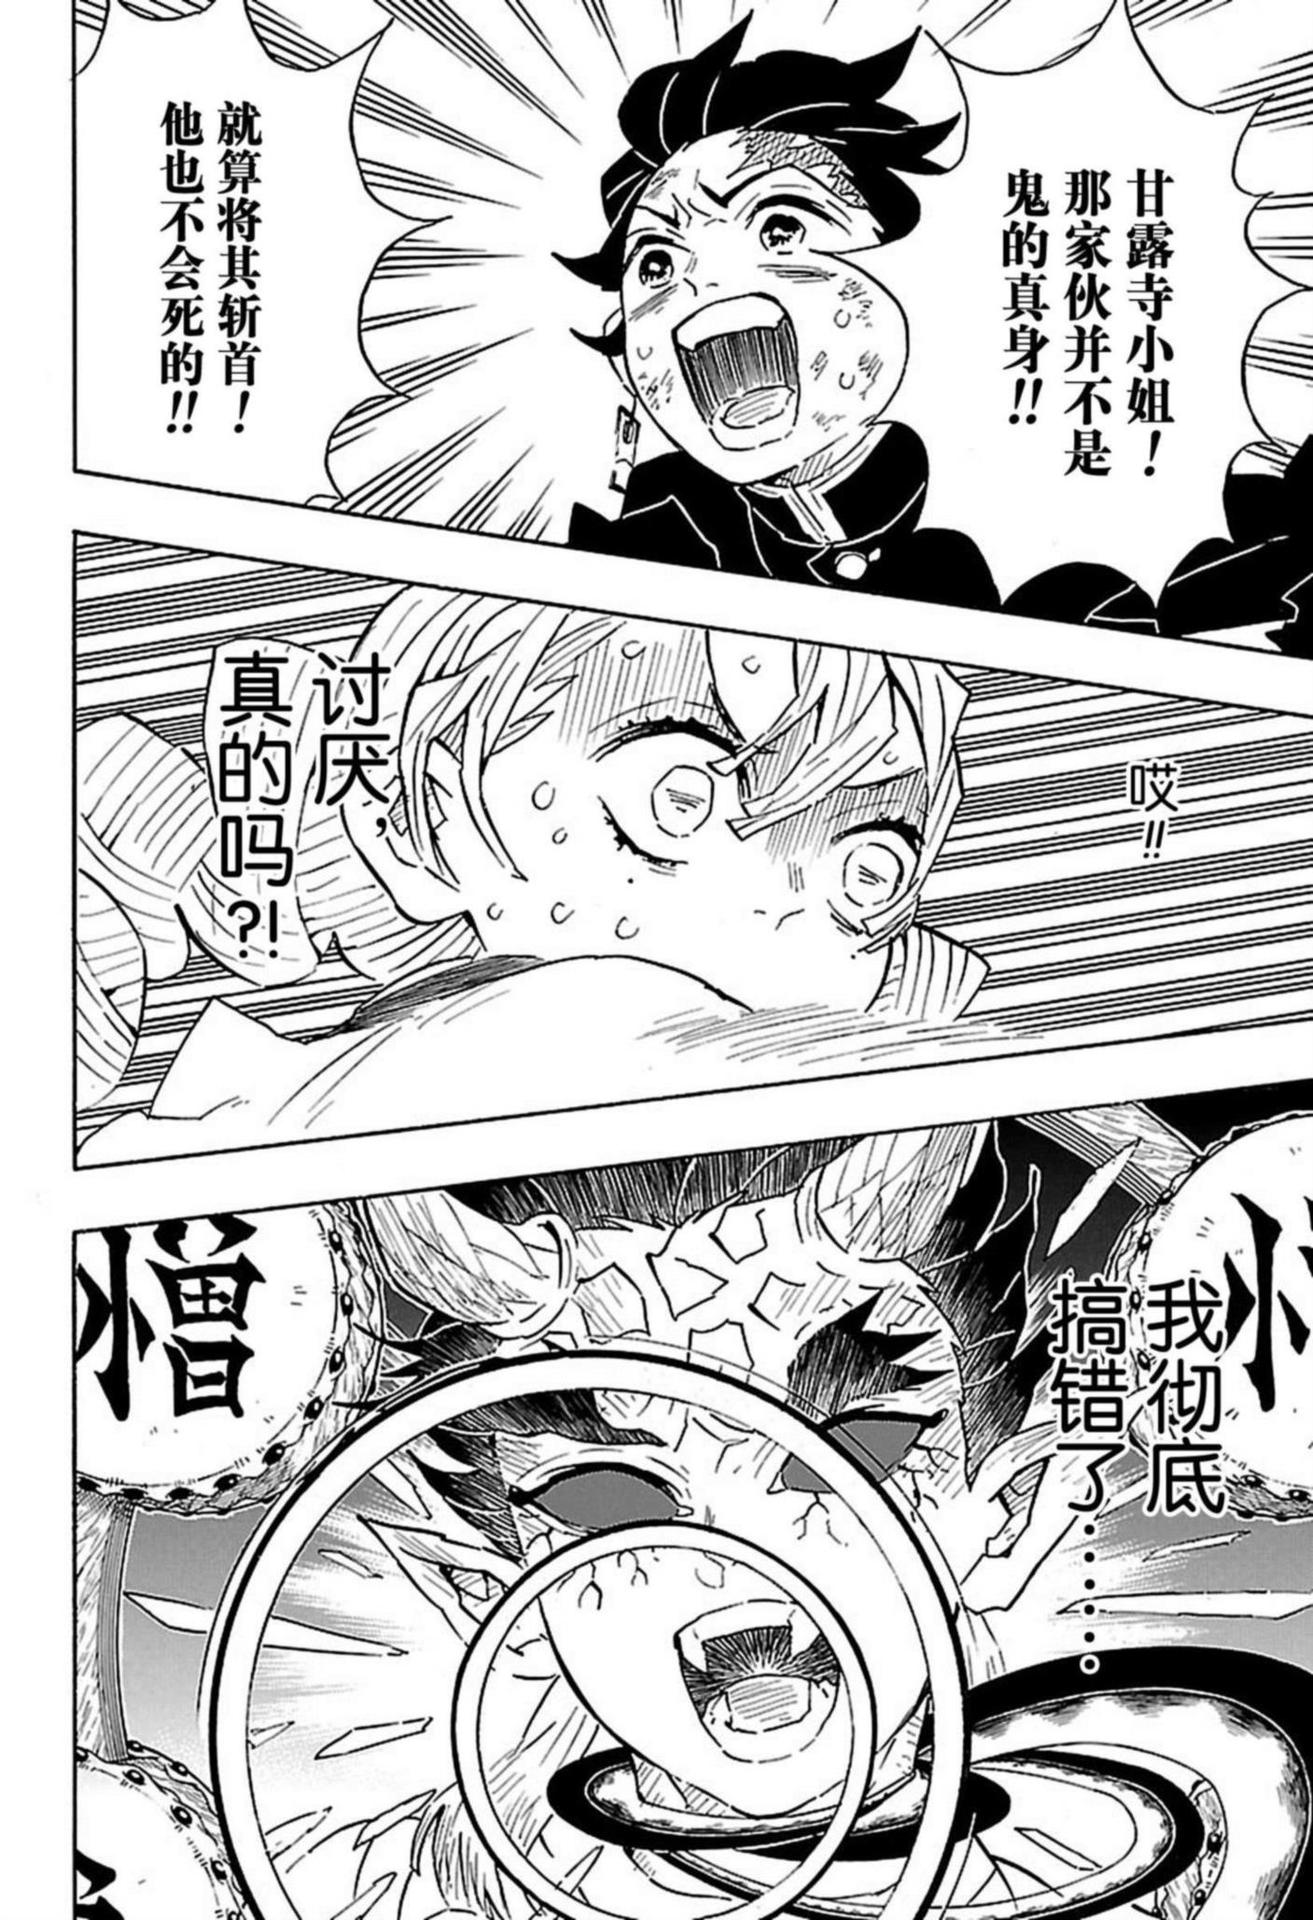 甘露寺小姐！
那家伙并不是
鬼的真身!!
就算将其斩首！
他也不会死的!!
哎!!
讨厌，
真的吗?!
我彻底
搞错了……。
憎